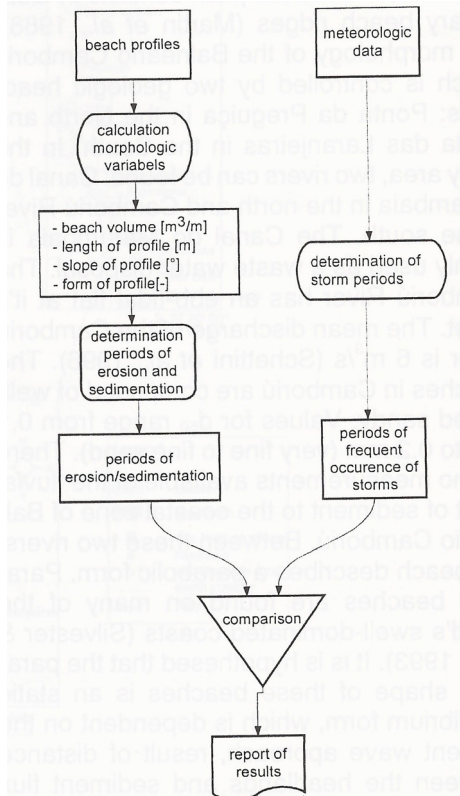 beach profiles
meteorologic
data
calculation
morphologic
variabels
- beach volume [m³/m]
- length of profile [m]
- slope of profile [°]
- form of profile[-]
determination of
storm periods
determination
periods of
erosion and
sedimentation
periods of
erosion/sedimentation
periods of
frequent
occurence of
storms
comparison
report of
results